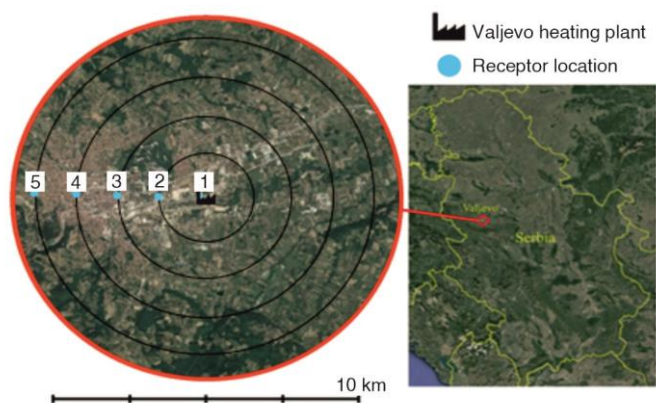 Valjevo heating plant
Receptor location
5 4 3 2 1
Valjevo
Serbia
10 km